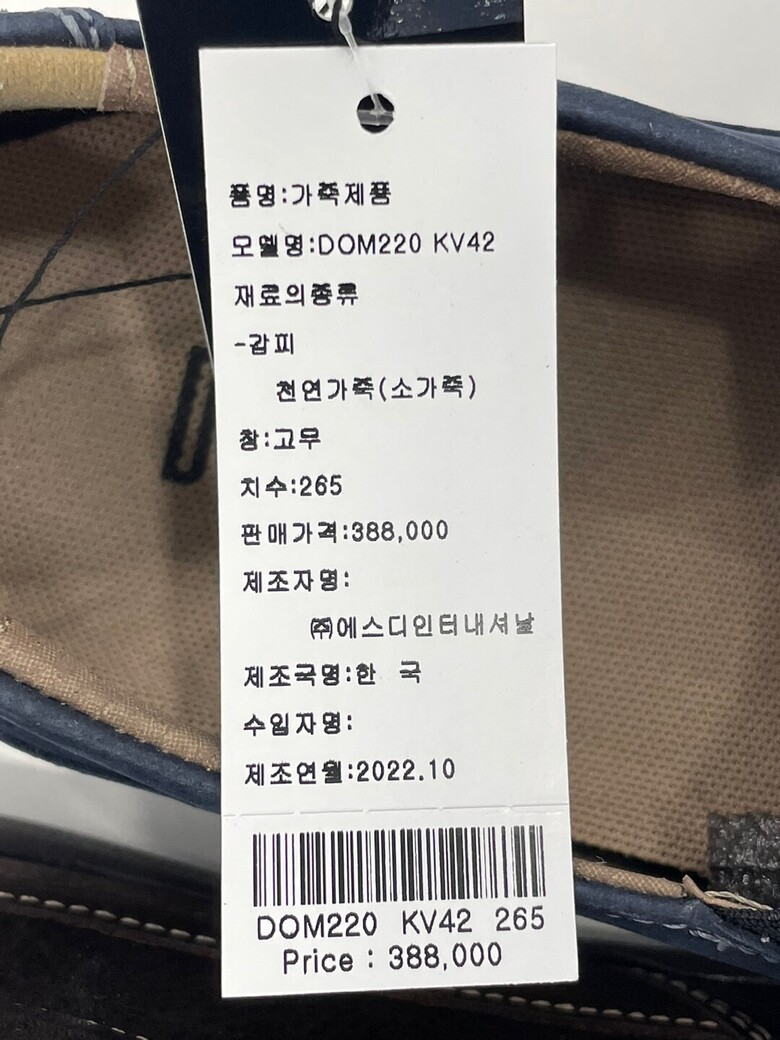 품명:가죽제품
모델명:DOM220 KV42
재료의종류
-갑피
천연가죽(소가죽)
창:고무
치수:265
판매가격:388,000
제조자명:
㈜에스디인터내셔날
제조국명:한 국
수입자명:
제조연월:2022.10
DOM220 KV42 265
Price : 388,000